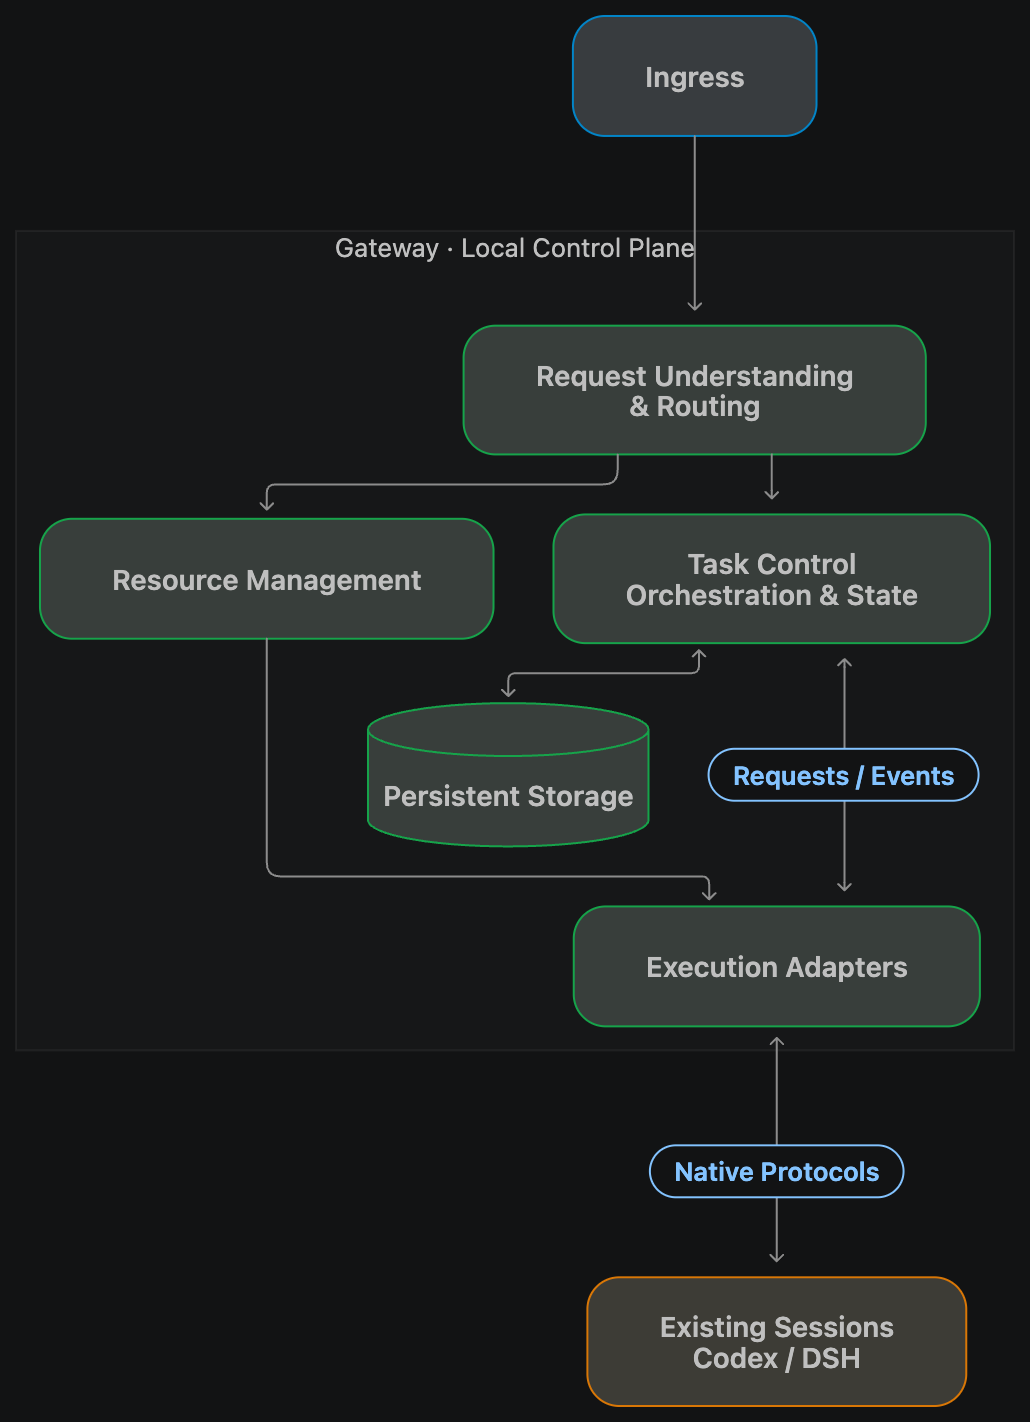 Ingress
Gateway · Local Control Plane
Request Understanding
& Routing
Resource Management
Task Control
Orchestration & State
Persistent Storage
Requests / Events
Execution Adapters
Native Protocols
Existing Sessions
Codex / DSH